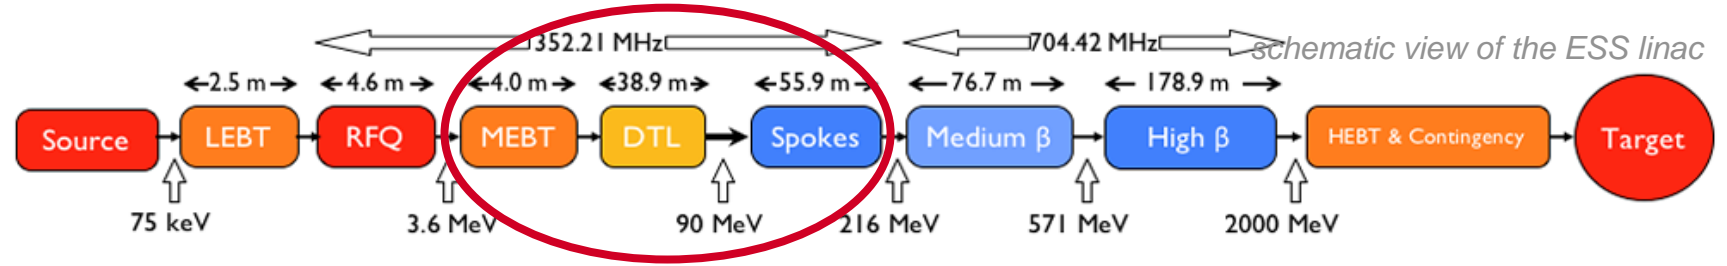 352.21 MHz 704.42 MHz
schematic view of the ESS linac
2.5 m 4.6 m 4.0 m 38.9 m 55.9 m 76.7 m 178.9 m
Source LEBT RFQ MEBT DTL Spokes Medium β High β HEBT & Contingency Target
75 keV 3.6 MeV 90 MeV 216 MeV 571 MeV 2000 MeV